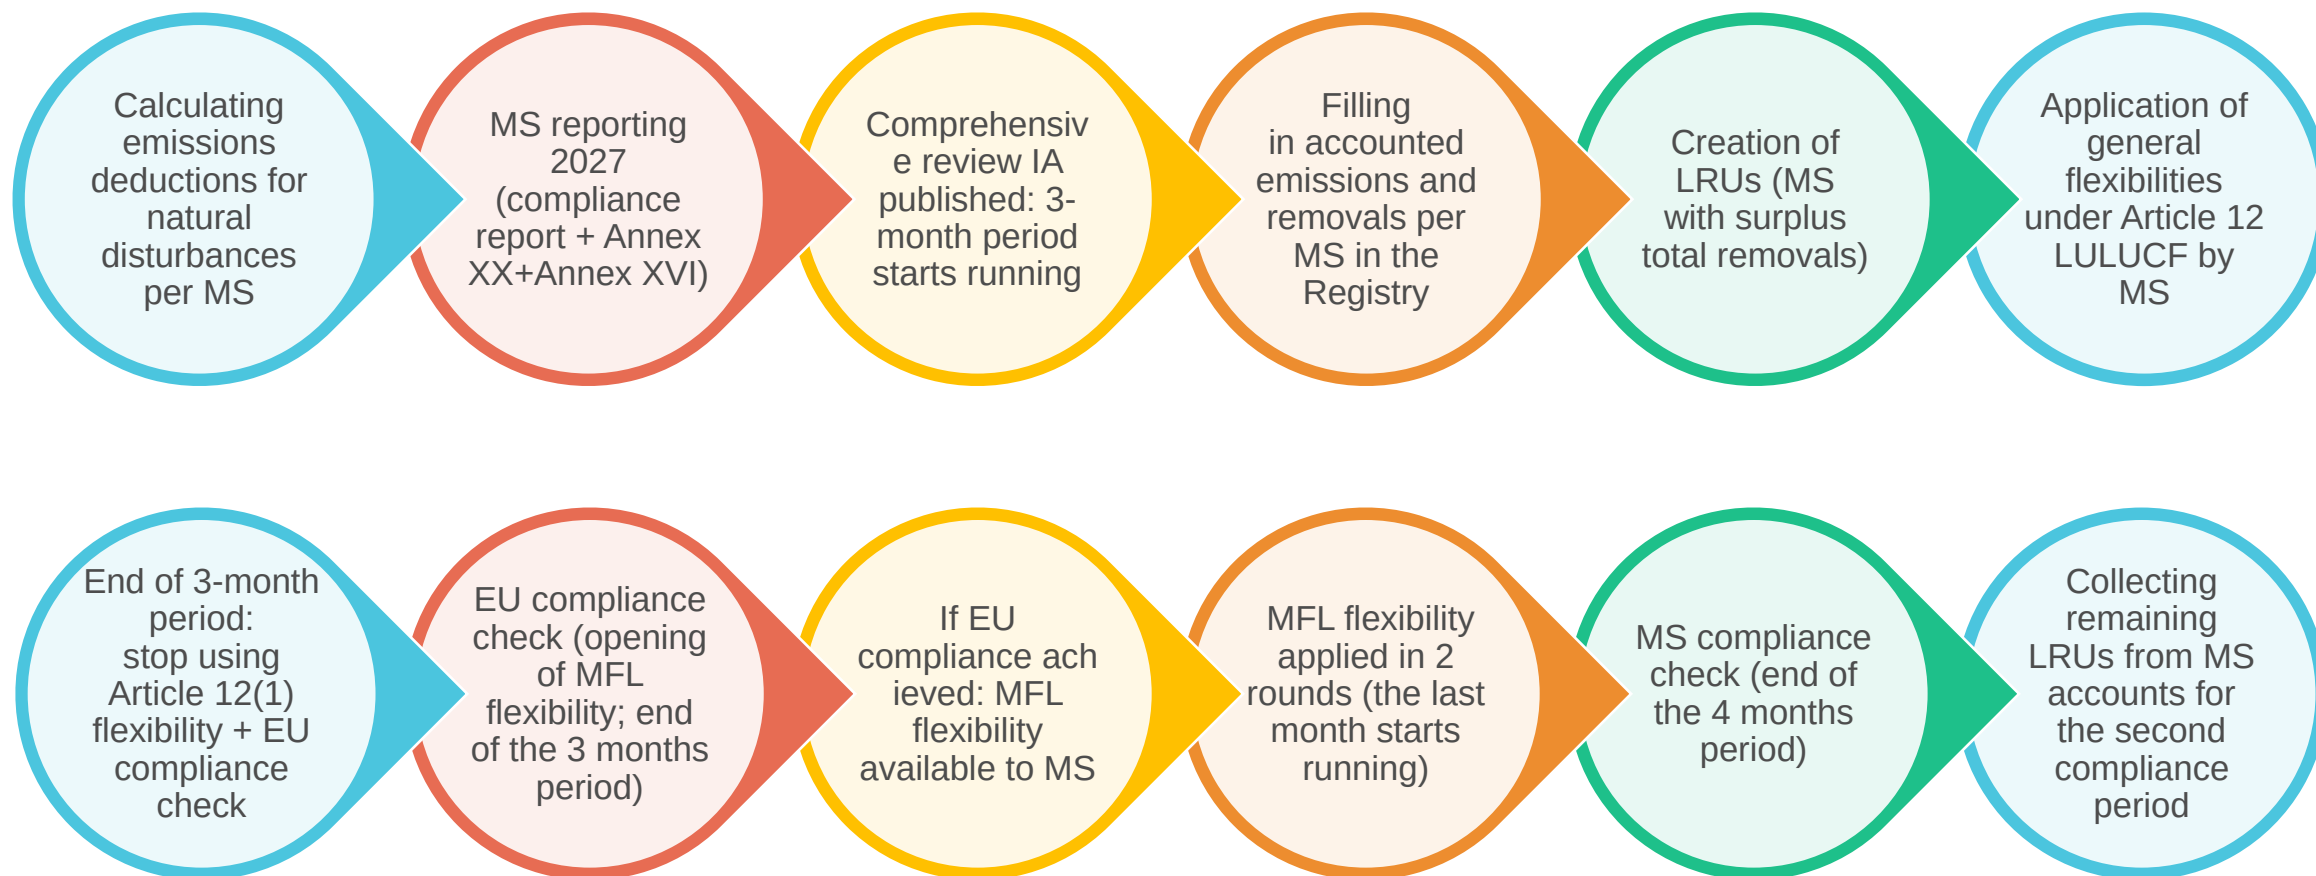 Calculating
emissions
deductions for
natural
disturbances
per MS
MS reporting
2027
(compliance
report + Annex
XX+Annex XVI)
Comprehensiv
e review IA
published: 3-
month period
starts running
Filling
in accounted
emissions and
removals per
MS in the
Registry
Creation of
LRUs (MS
with surplus
total removals)
Application of
general
flexibilities
under Article 12
LULUCF by
MS
End of 3-month
period:
stop using
Article 12(1)
flexibility + EU
compliance
check
EU compliance
check (opening
of MFL
flexibility; end
of the 3 months
period)
If EU
compliance ach
ieved: MFL
flexibility
available to MS
MFL flexibility
applied in 2
rounds (the last
month starts
running)
MS compliance
check (end of
the 4 months
period)
Collecting
remaining
LRUs from MS
accounts for
the second
compliance
period